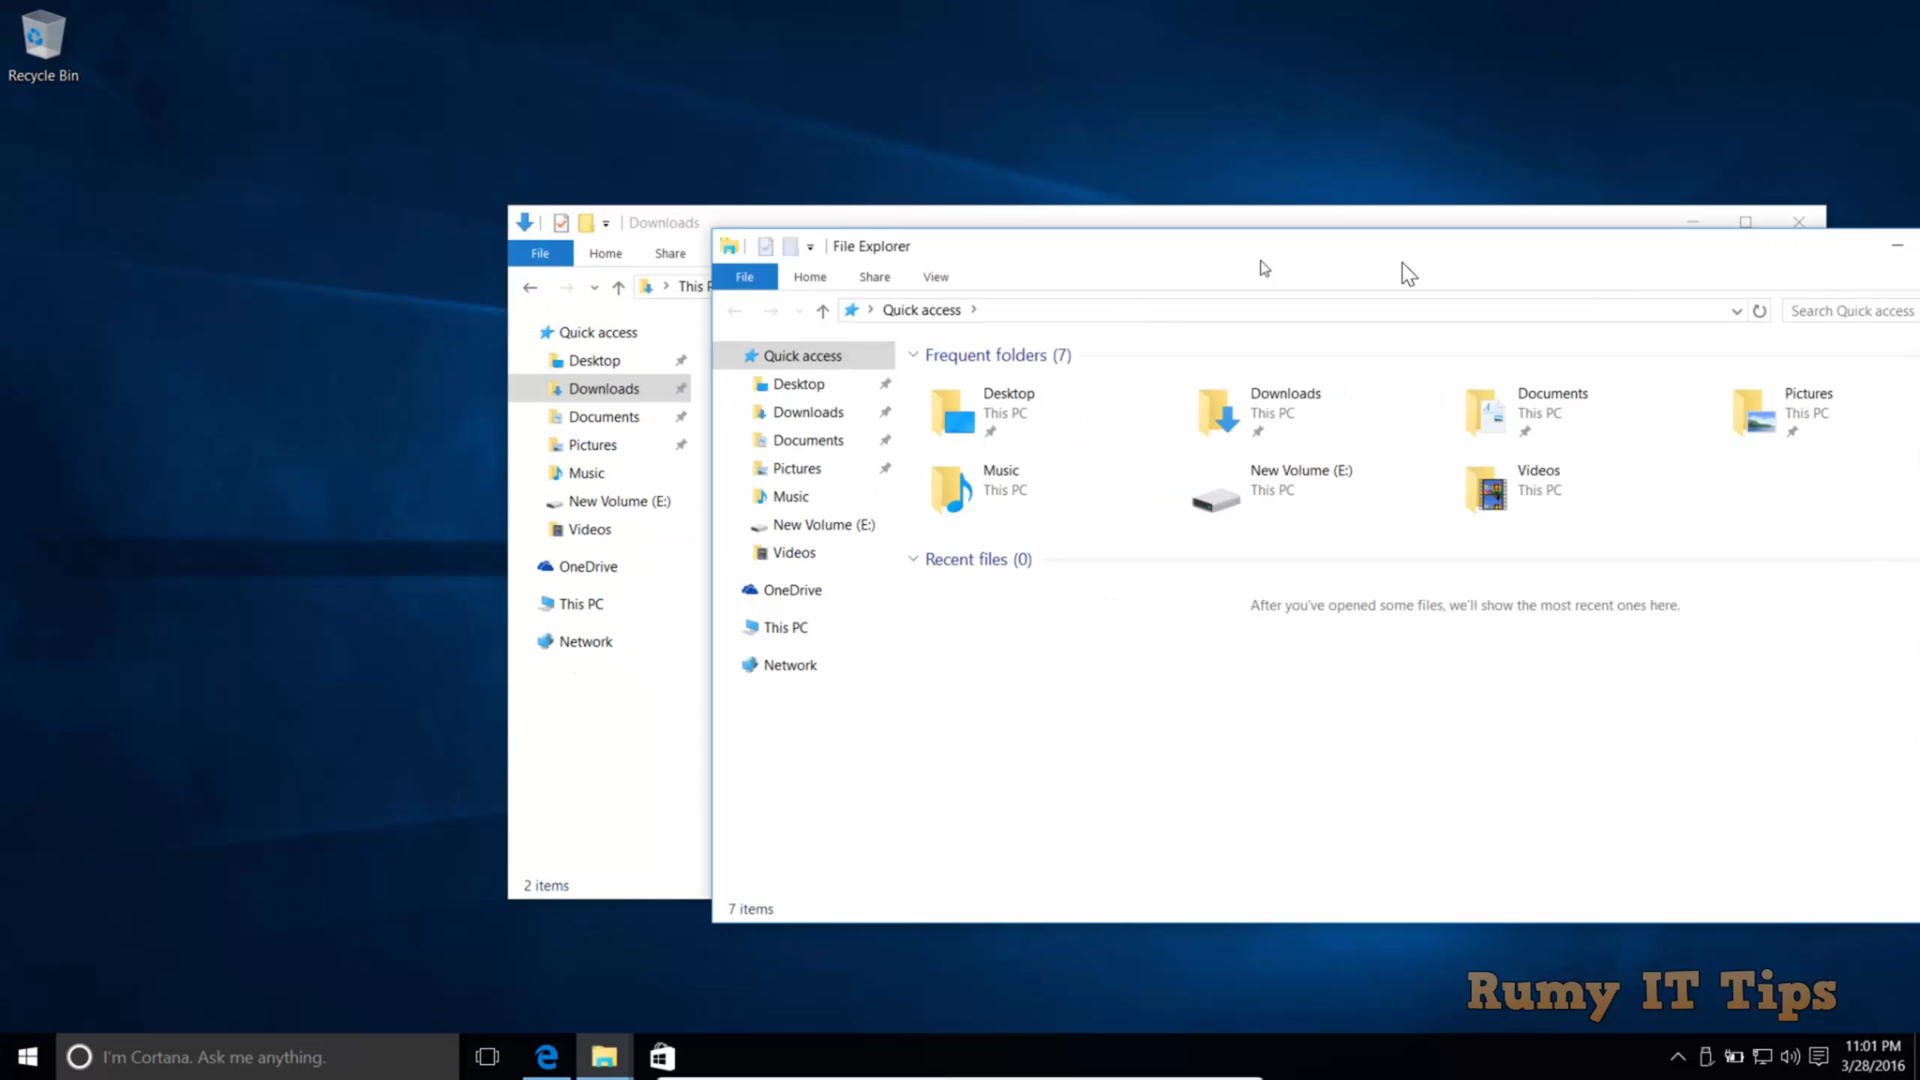 Recycle Bin
Downloads
File Home Share
This P
Quick access
Desktop
Downloads
Documents
Pictures
Music
New Volume (E:)
Videos
OneDrive
This PC
Network
2 items
File Explorer
File Home Share View
Quick access
Search Quick access
Quick access
Desktop
Downloads
Documents
Pictures
Music
New Volume (E:)
Videos
OneDrive
This PC
Network
Frequent folders (7)
Desktop
This PC
Downloads
This PC
Documents
This PC
Pictures
This PC
Music
This PC
New Volume (E:)
This PC
Videos
This PC
Recent files (0)
After you've opened some files, we'll show the most recent ones here.
7 items
Rumy IT Tips
I'm Cortana. Ask me anything.
11:01 PM
3/28/2016